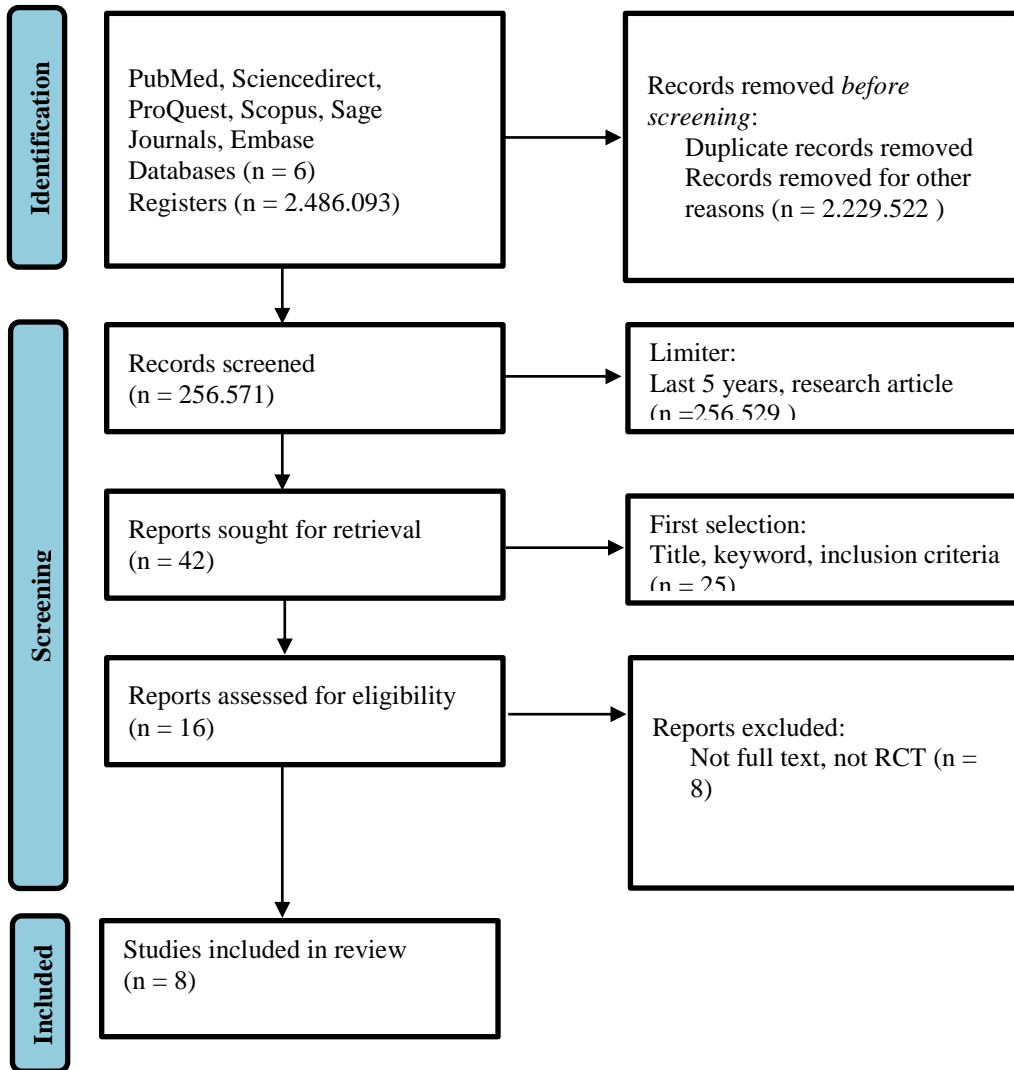 Identification
PubMed, Sciencedirect,
ProQuest, Scopus, Sage
Journals, Embase
Databases (n = 6)
Registers (n = 2.486.093)
Records removed before
screening:
Duplicate records removed
Records removed for other
reasons (n = 2.229.522 )
Screening
Records screened
(n = 256.571)
Limiter:
Last 5 years, research article
(n =256.529 )
Reports sought for retrieval
(n = 42)
First selection:
Title, keyword, inclusion criteria
(n = 25)
Reports assessed for eligibility
(n = 16)
Reports excluded:
Not full text, not RCT (n =
8)
Included
Studies included in review
(n = 8)